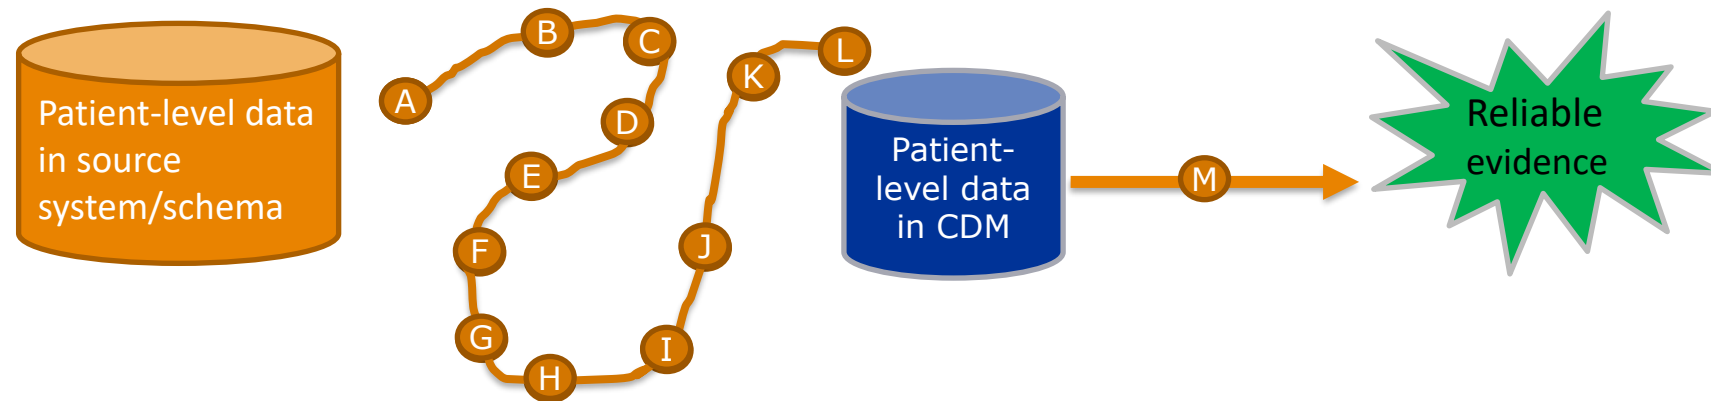 Patient-level data
in source
system/schema
A
B
C
D
E
F
G
H
I
J
K
L
Patient-
level data
in CDM
M
Reliable
evidence